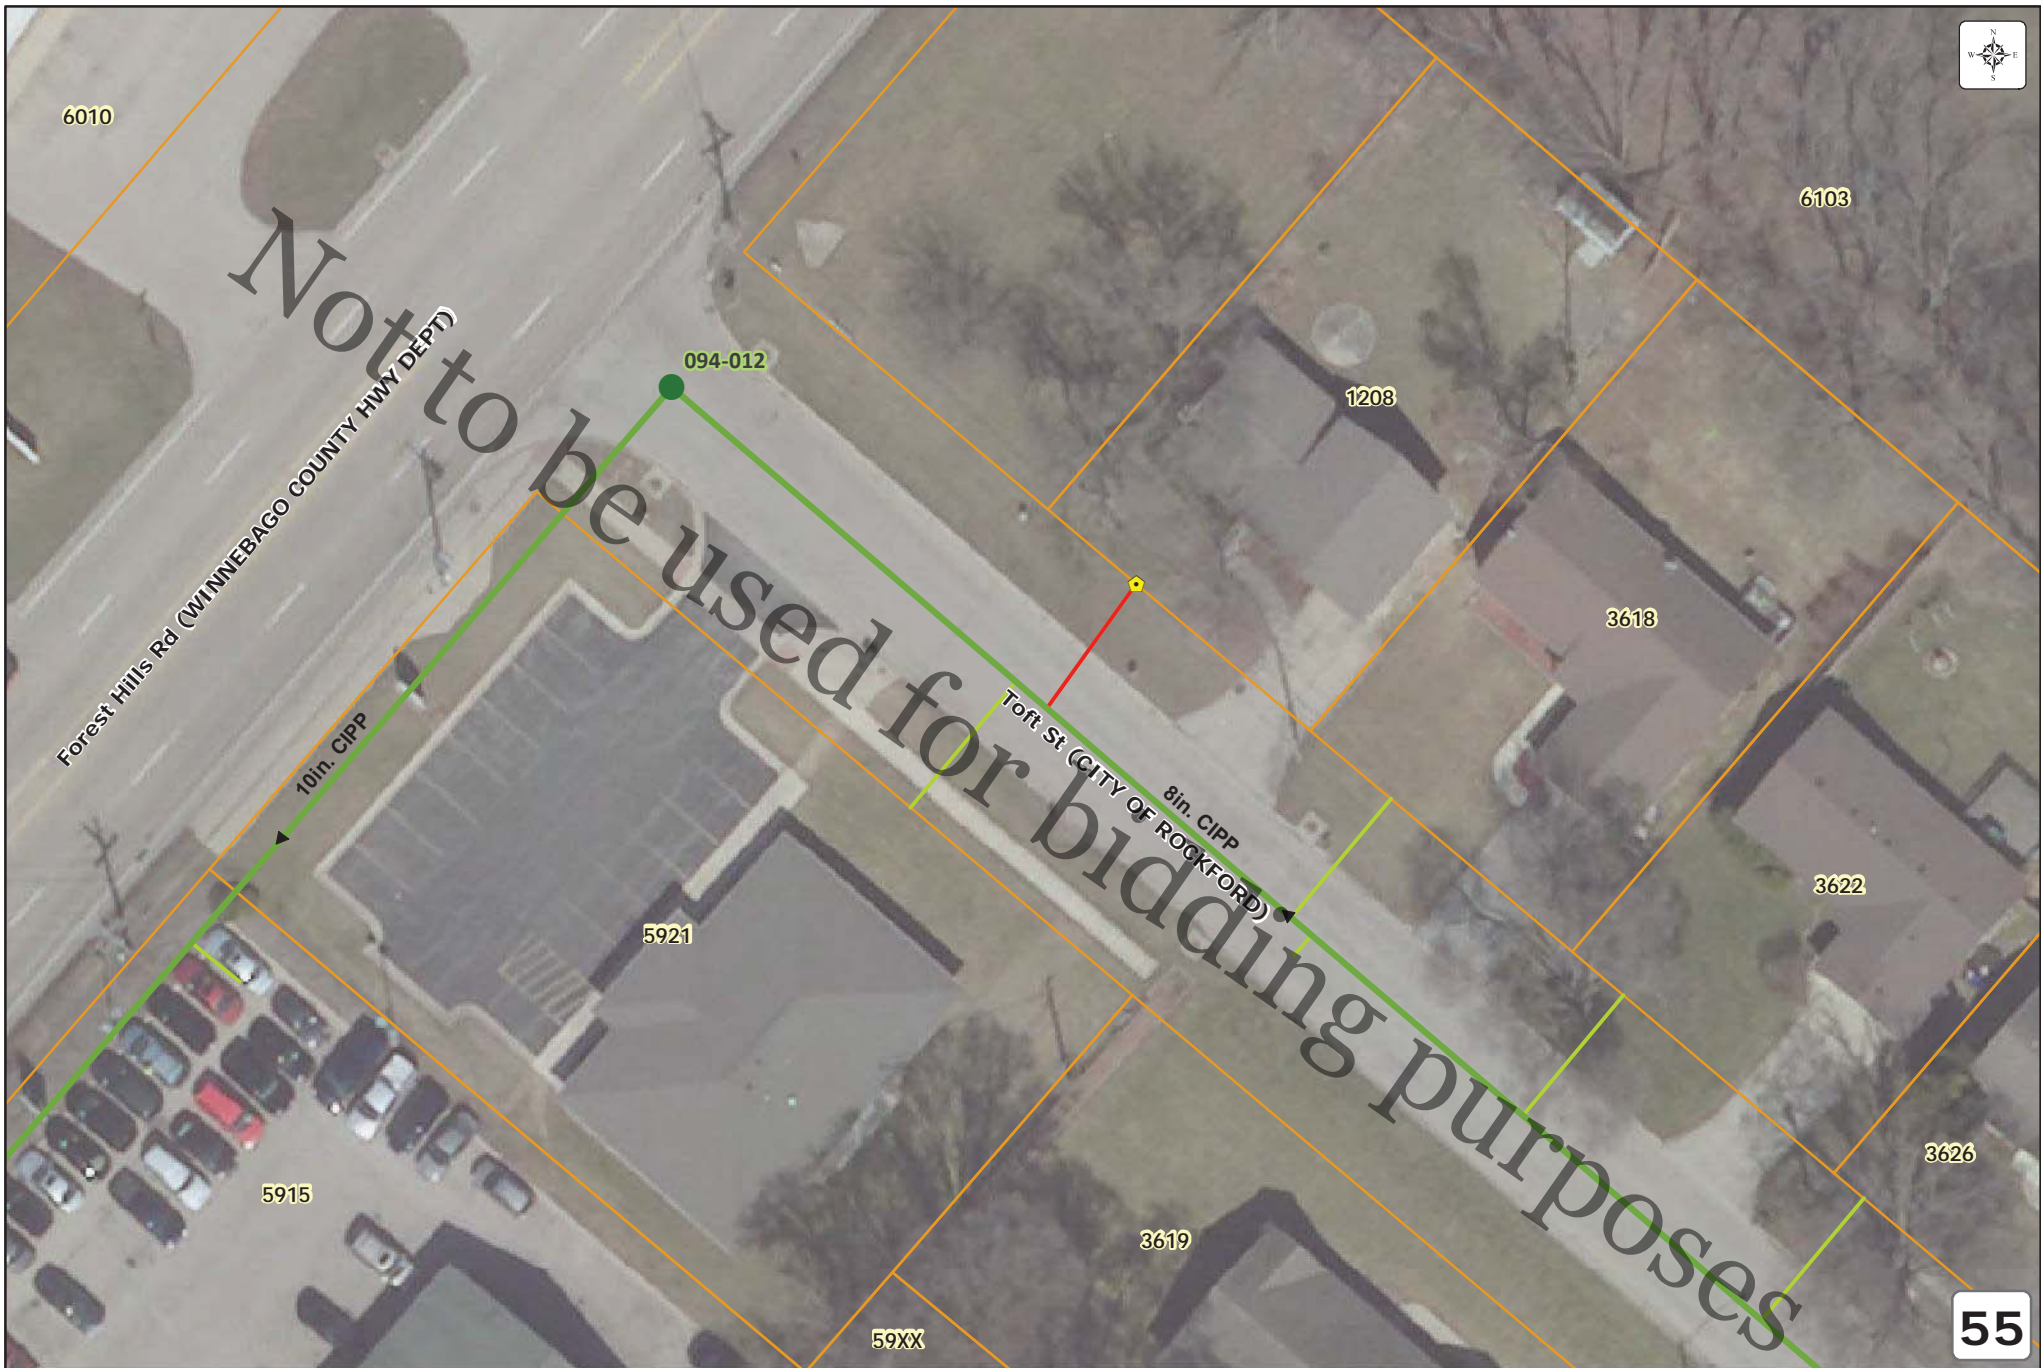 N
W E
S
6010
6103
Not to be used for bidding purposes
Forest Hills Rd (WINNEBAGO COUNTY HWY DEPT)
094-012
1208
3618
10in. CIPP
Toft St (CITY OF ROCKFORD)
8in. CIPP
3622
5921
3626
5915
3619
59XX
55